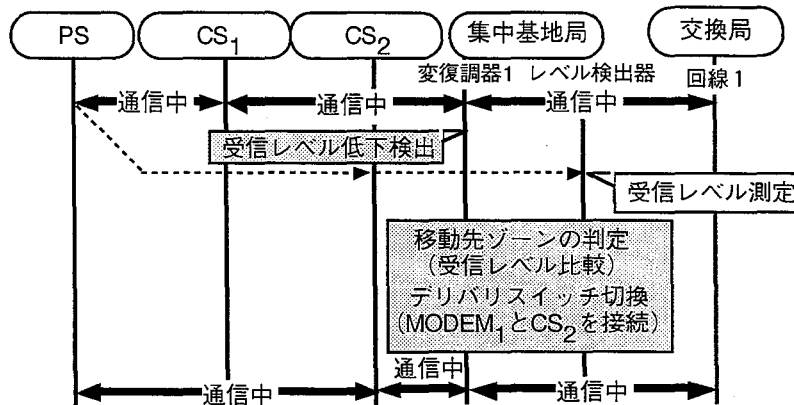 PS
CS1
CS2
集中基地局
交換局
変復調器1
レベル検出器
回線1
通信中
通信中
通信中
受信レベル低下検出
受信レベル測定
移動先ゾーンの判定
(受信レベル比較)
デリバリスイッチ切換
(MODEM1とCS2を接続)
通信中
通信中
通信中